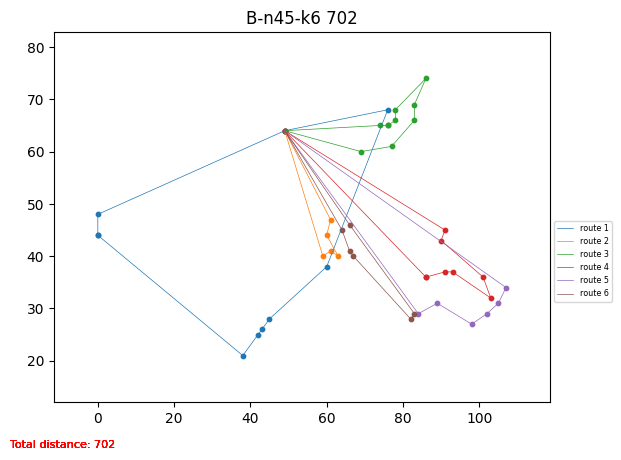 B-n45-k6 702
80
70
60
50
40
30
20
0 20 40 60 80 100
route 1
route 2
route 3
route 4
route 5
route 6
Total distance: 702